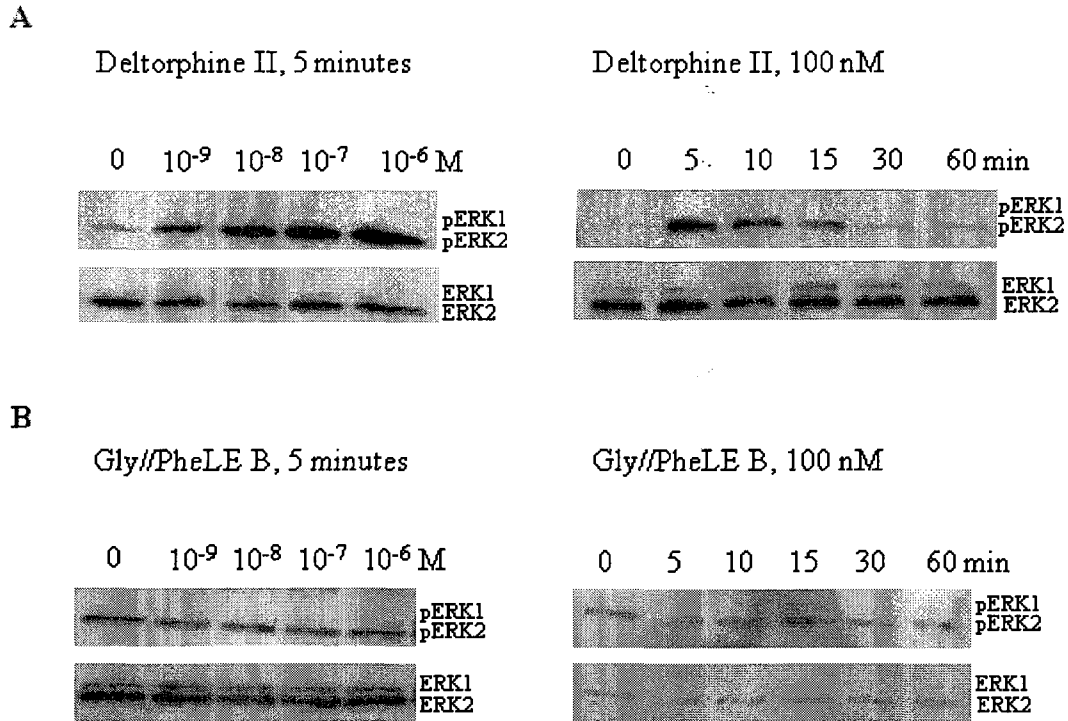 A
Deltorphine II, 5 minutes
0 10⁻⁹ 10⁻⁸ 10⁻⁷ 10⁻⁶ M
pERK1
pERK2
ERK1
ERK2
Deltorphine II, 100 nM
0 5 10 15 30 60 min
pERK1
pERK2
ERK1
ERK2
B
Gly//PheLE B, 5 minutes
0 10⁻⁹ 10⁻⁸ 10⁻⁷ 10⁻⁶ M
pERK1
pERK2
ERK1
ERK2
Gly//PheLE B, 100 nM
0 5 10 15 30 60 min
pERK1
pERK2
ERK1
ERK2